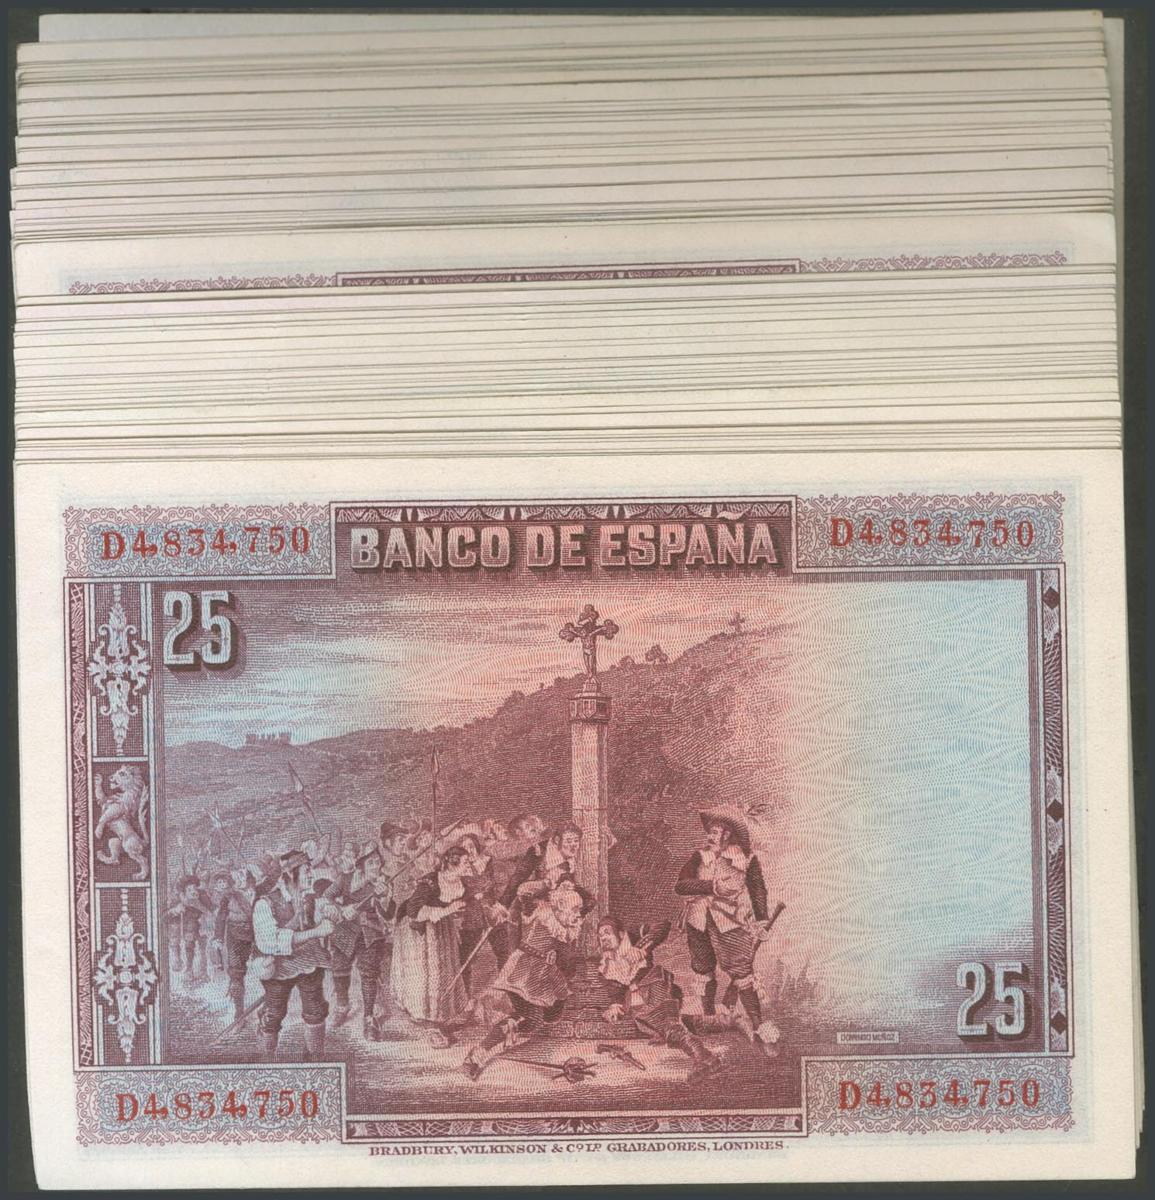 D4,834,750 BANCO DE ESPAÑA D4,834,750
25
25
DOMINGO MUÑOZ
D4,834,750 D4,834,750
BRADBURY, WILKINSON & Cº Lᴅ. GRABADORES, LONDRES.